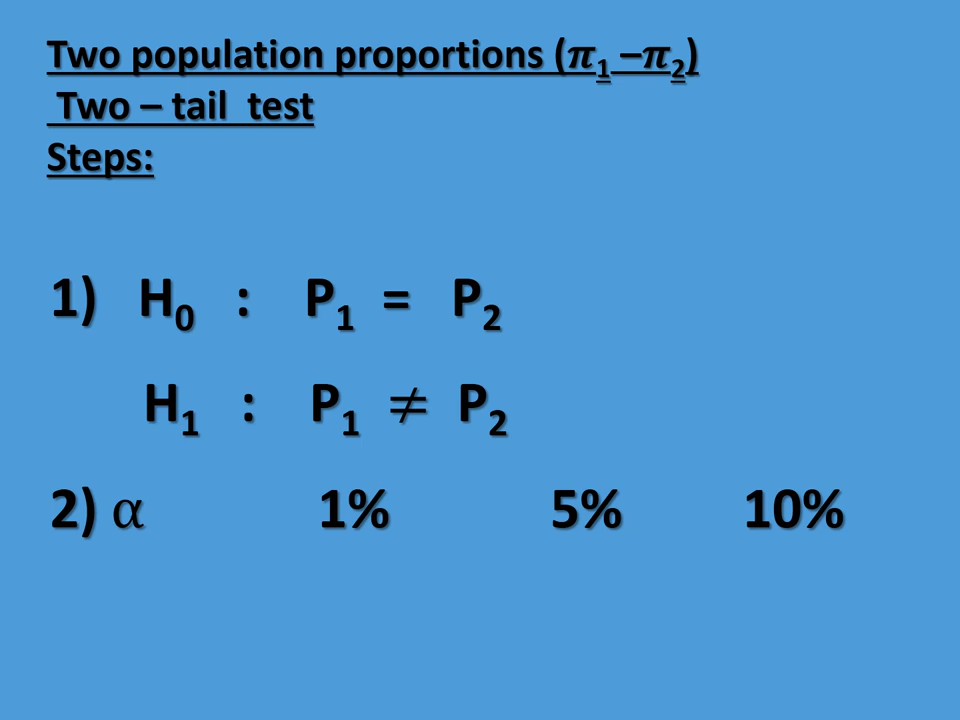 Two population proportions (𝝅₁ –𝝅₂)
Two – tail test
Steps:
1) H₀ : P₁ = P₂
H₁ : P₁ ≠ P₂
2) α 1% 5% 10%